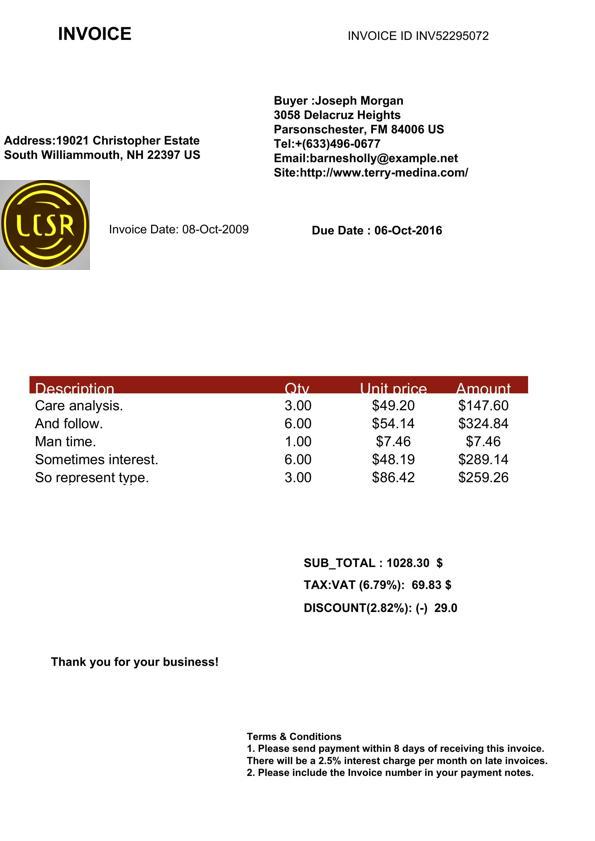 INVOICE
INVOICE ID INV52295072
Buyer :Joseph Morgan
3058 Delacruz Heights
Parsonschester, FM 84006 US
Tel:+(633)496-0677
Email:barnesholly@example.net
Site:http://www.terry-medina.com/
Address:19021 Christopher Estate
South Williammouth, NH 22397 US
LCSR
Invoice Date: 08-Oct-2009
Due Date : 06-Oct-2016
Description Qty Unit price Amount
Care analysis. 3.00 $49.20 $147.60
And follow. 6.00 $54.14 $324.84
Man time. 1.00 $7.46 $7.46
Sometimes interest. 6.00 $48.19 $289.14
So represent type. 3.00 $86.42 $259.26
SUB_TOTAL : 1028.30 $
TAX:VAT (6.79%): 69.83 $
DISCOUNT(2.82%): (-) 29.0
Thank you for your business!
Terms & Conditions
1. Please send payment within 8 days of receiving this invoice.
There will be a 2.5% interest charge per month on late invoices.
2. Please include the Invoice number in your payment notes.